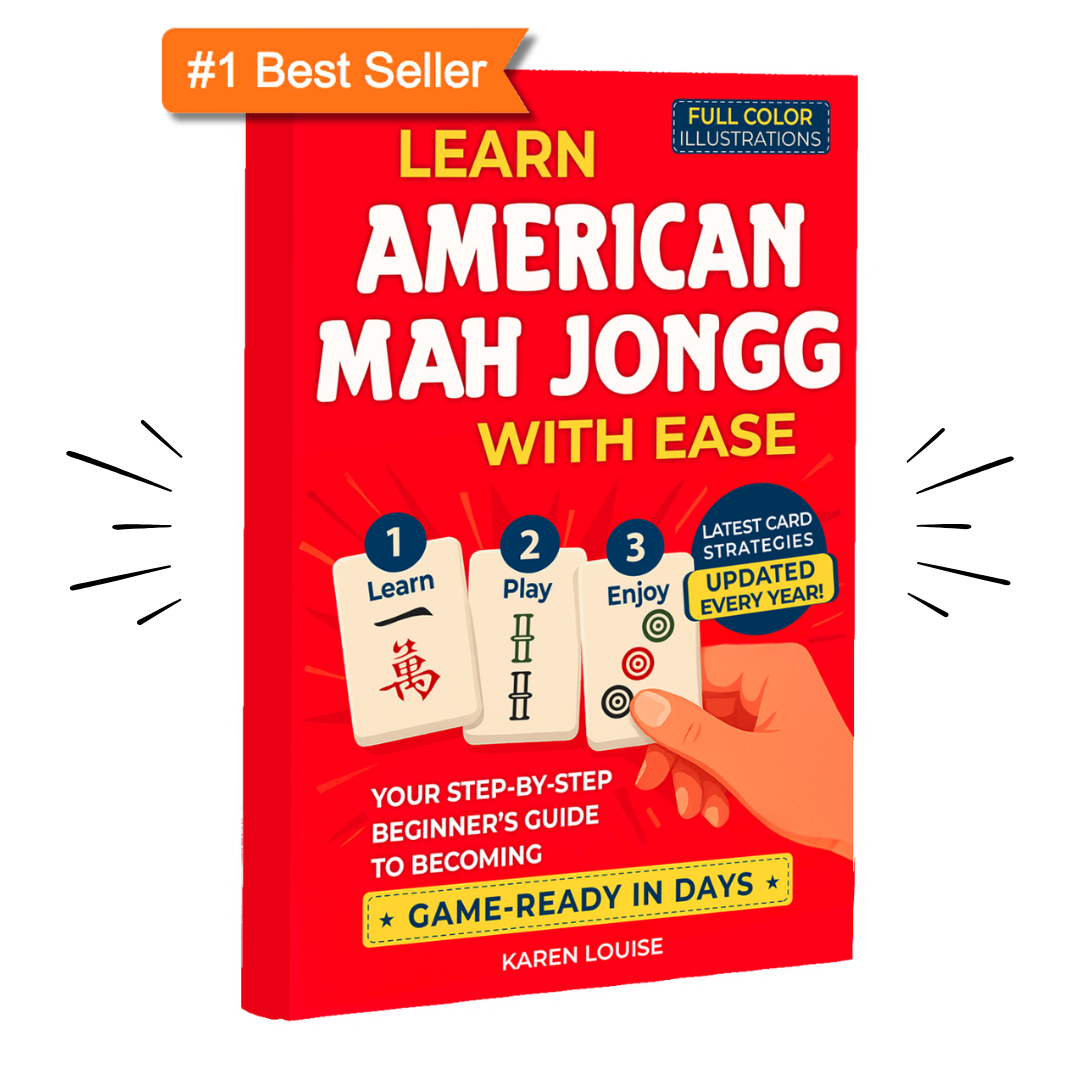 #1 Best Seller
FULL COLOR
ILLUSTRATIONS
LEARN
AMERICAN
MAH JONGG
WITH EASE
LATEST CARD
STRATEGIES
UPDATED
EVERY YEAR!
1
Learn
一
萬
2
Play
3
Enjoy
YOUR STEP-BY-STEP
BEGINNER'S GUIDE
TO BECOMING
★ GAME-READY IN DAYS ★
KAREN LOUISE